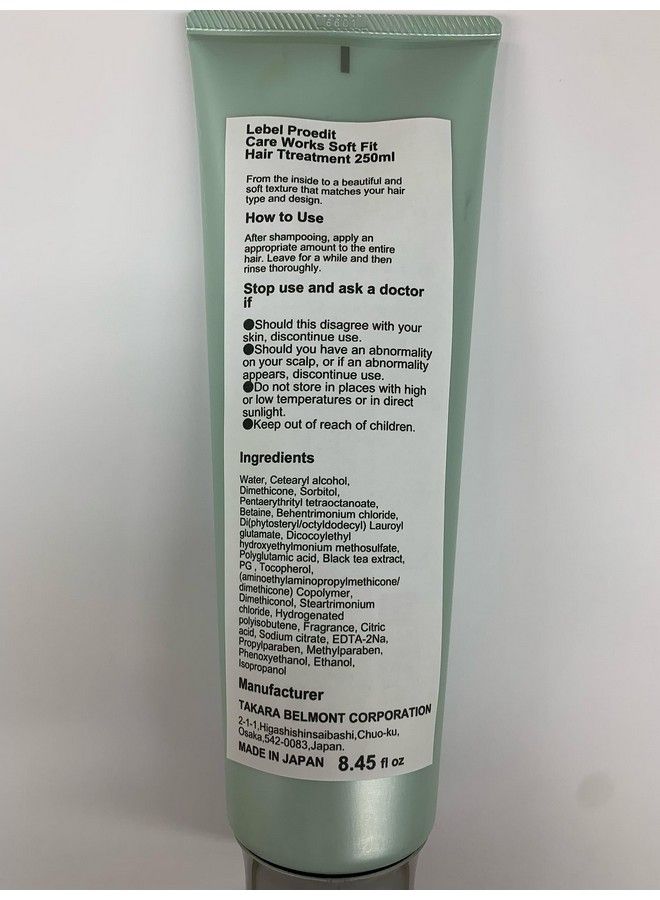 Lebel Proedit
Care Works Soft Fit
Hair Ttreatment 250ml
From the inside to a beautiful and
soft texture that matches your hair
type and design.
How to Use
After shampooing, apply an
appropriate amount to the entire
hair. Leave for a while and then
rinse thoroughly.
Stop use and ask a doctor
if
●Should this disagree with your
skin, discontinue use.
●Should you have an abnormality
on your scalp, or if an abnormality
appears, discontinue use.
●Do not store in places with high
or low temperatures or in direct
sunlight.
●Keep out of reach of children.
Ingredients
Water, Cetearyl alcohol,
Dimethicone, Sorbitol,
Pentaerythrityl tetraoctanoate,
Betaine, Behentrimonium chloride,
Di(phytosteryl/octyldodecyl) Lauroyl
glutamate, Dicocoylethyl
hydroxyethylmonium methosulfate,
Polyglutamic acid, Black tea extract,
PG , Tocopherol,
(aminoethylaminopropylmethicone/
dimethicone) Copolymer,
Dimethiconol, Steartrimonium
chloride, Hydrogenated
polyisobutene, Fragrance, Citric
acid, Sodium citrate, EDTA-2Na,
Propylparaben, Methylparaben,
Phenoxyethanol, Ethanol,
Isopropanol
Manufacturer
TAKARA BELMONT CORPORATION
2-1-1,Higashishinsaibashi,Chuo-ku,
Osaka,542-0083,Japan.
MADE IN JAPAN 8.45 fl oz